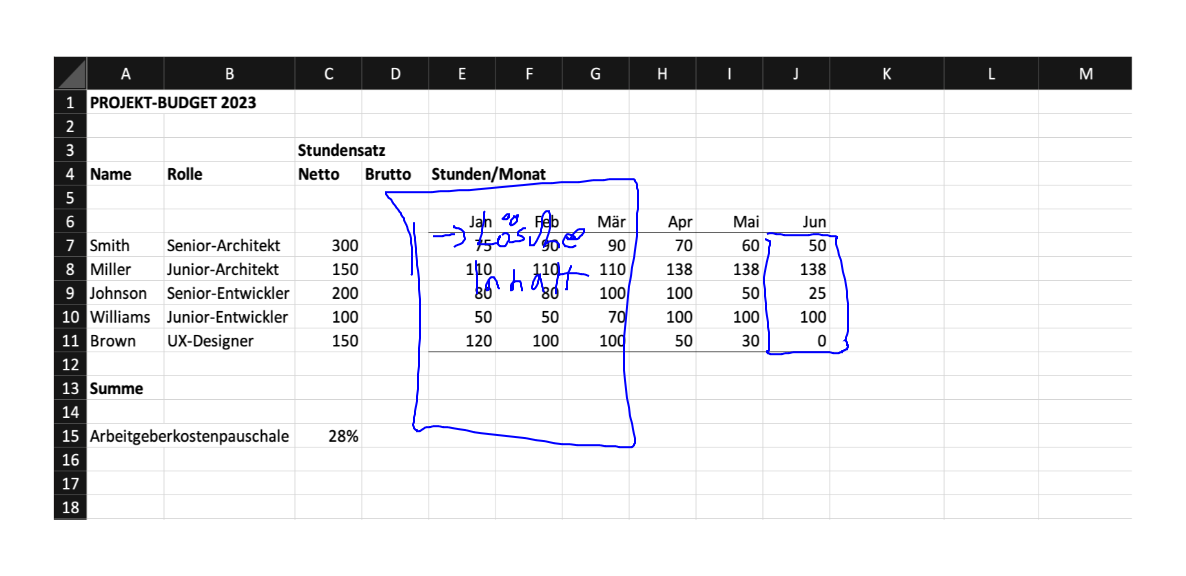 A B C D E F G H I J K L M
1 PROJEKT-BUDGET 2023
2
3 Stundensatz
4 Name Rolle Netto Brutto Stunden/Monat
5
6 Jan Feb Mär Apr Mai Jun
7 Smith Senior-Architekt 300 75 90 90 70 60 50
8 Miller Junior-Architekt 150 110 110 110 138 138 138
9 Johnson Senior-Entwickler 200 80 80 100 100 50 25
10 Williams Junior-Entwickler 100 50 50 70 100 100 100
11 Brown UX-Designer 150 120 100 100 50 30 0
12
13 Summe
14
15 Arbeitgeberkostenpauschale 28%
16
17
18
→ Lösche
Inhalt